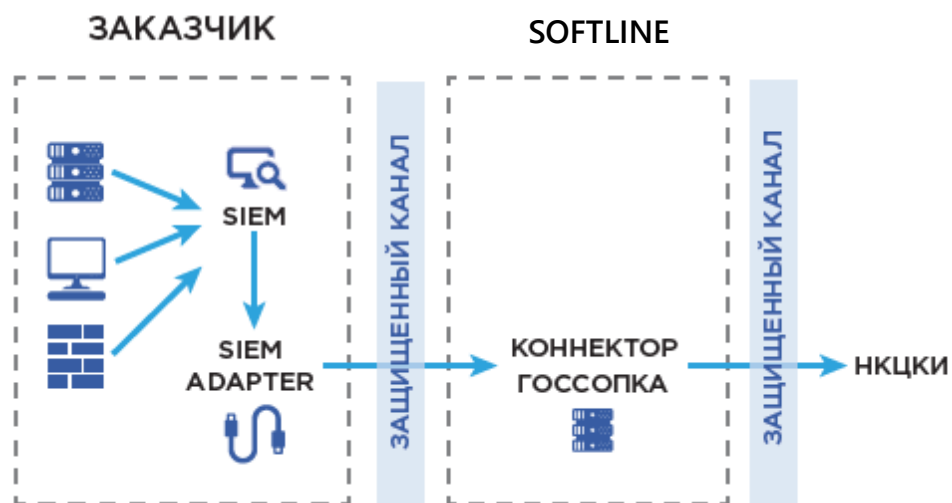 ЗАКАЗЧИК
SOFTLINE
SIEM
SIEM
ADAPTER
ЗАЩИЩЕННЫЙ КАНАЛ
КОННЕКТОР
ГОССОПКА
ЗАЩИЩЕННЫЙ КАНАЛ
НКЦКИ